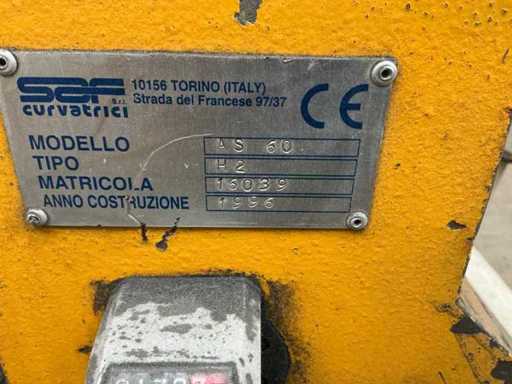 SAF s.r.l.
curvatrici
10156 TORINO (ITALY)
Strada del Francese 97/37
CE
MODELLO AS 60
TIPO H2
MATRICOLA 16039
ANNO COSTRUZIONE 1996